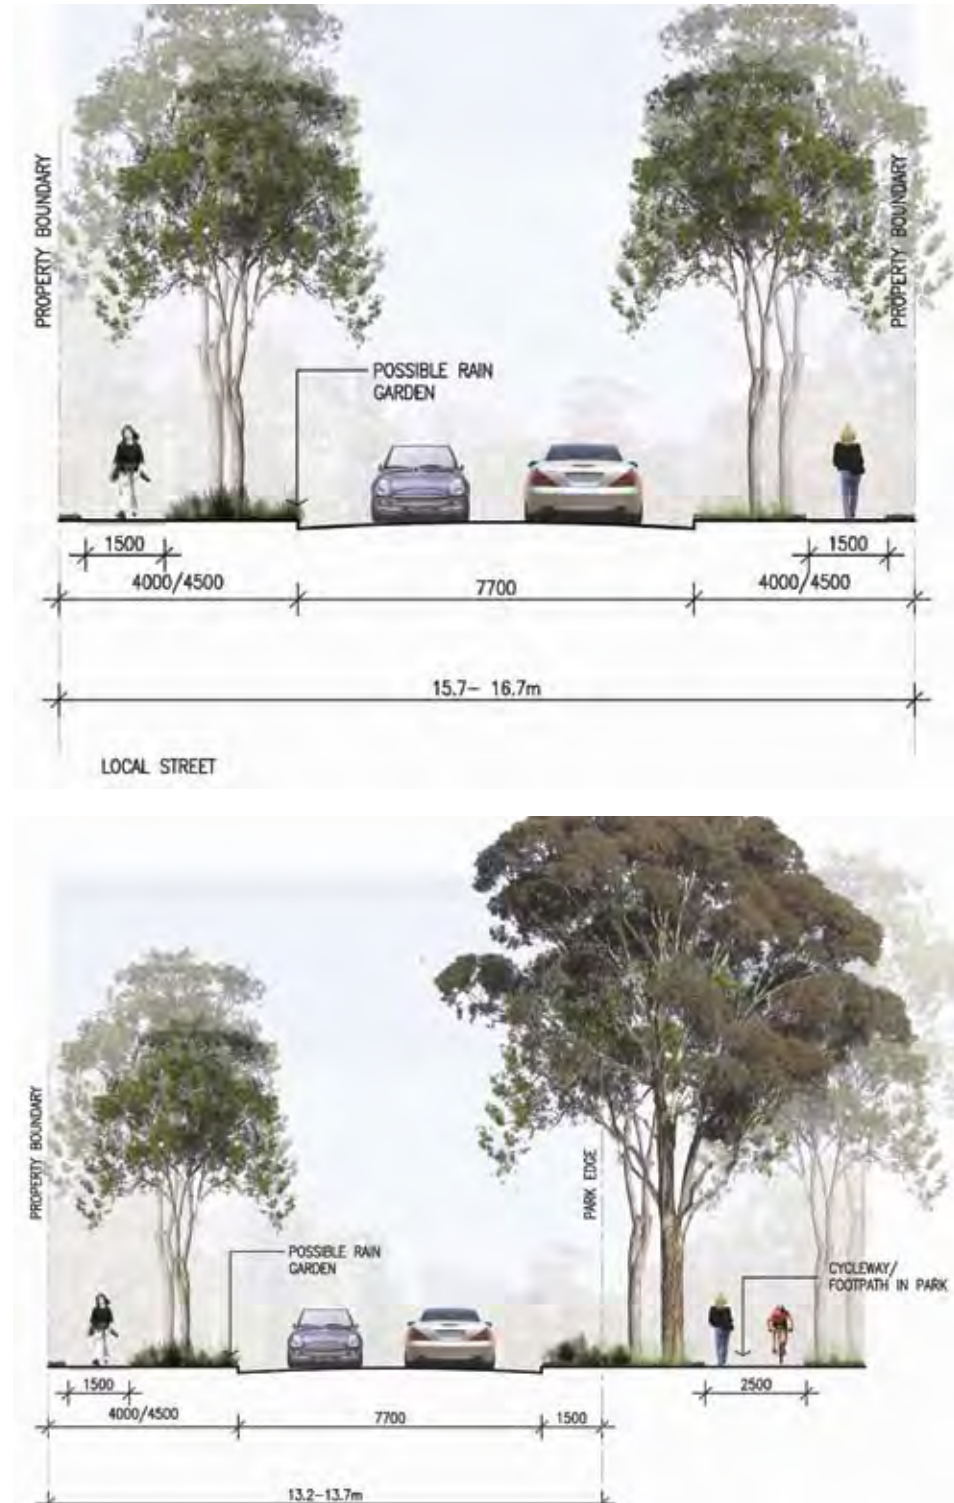 PROPERTY BOUNDARY
PROPERTY BOUNDARY
POSSIBLE RAIN
GARDEN
1500
1500
4000/4500
7700
4000/4500
15.7- 16.7m
LOCAL STREET
PROPERTY BOUNDARY
PARK EDGE
POSSIBLE RAIN
GARDEN
CYCLEWAY/
FOOTPATH IN PARK
1500
2500
4000/4500
7700
1500
13.2-13.7m